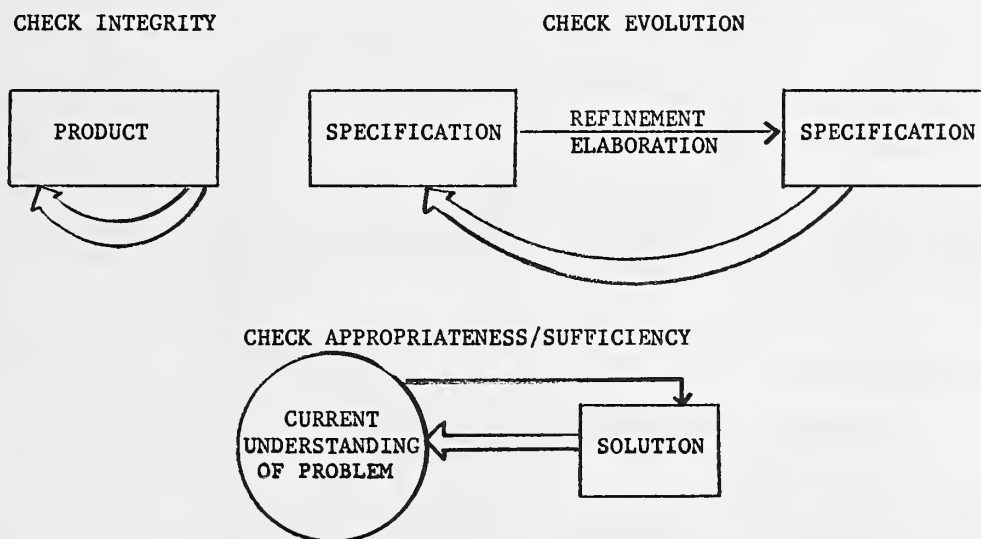 CHECK INTEGRITY
CHECK EVOLUTION
PRODUCT
SPECIFICATION
REFINEMENT
ELABORATION
SPECIFICATION
CHECK APPROPRIATENESS/SUFFICIENCY
CURRENT
UNDERSTANDING
OF PROBLEM
SOLUTION